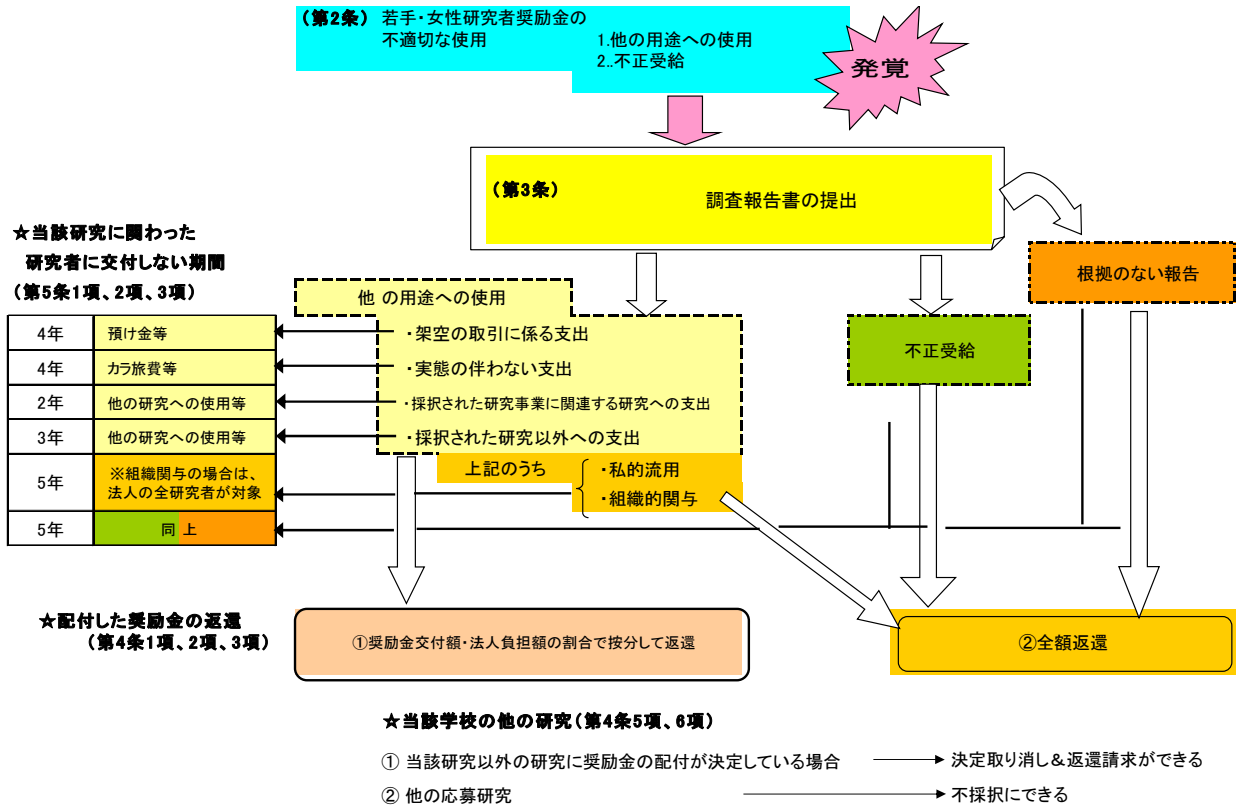 (第2条) 若手・女性研究者奨励金の
不適切な使用
1.他の用途への使用
2..不正受給
発覚
(第3条)
調査報告書の提出
★当該研究に関わった
研究者に交付しない期間
(第5条1項、2項、3項)
根拠のない報告
他 の用途への使用
不正受給
4年 預け金等
・架空の取引に係る支出
4年 カラ旅費等
・実態の伴わない支出
2年 他の研究への使用等
・採択された研究事業に関連する研究への支出
3年 他の研究への使用等
・採択された研究以外への支出
5年 ※組織関与の場合は、
法人の全研究者が対象
上記のうち
・私的流用
・組織的関与
5年 同 上
★配付した奨励金の返還
(第4条1項、2項、3項)
①奨励金交付額・法人負担額の割合で按分して返還
②全額返還
★当該学校の他の研究(第4条5項、6項)
① 当該研究以外の研究に奨励金の配付が決定している場合 決定取り消し&返還請求ができる
② 他の応募研究 不採択にできる